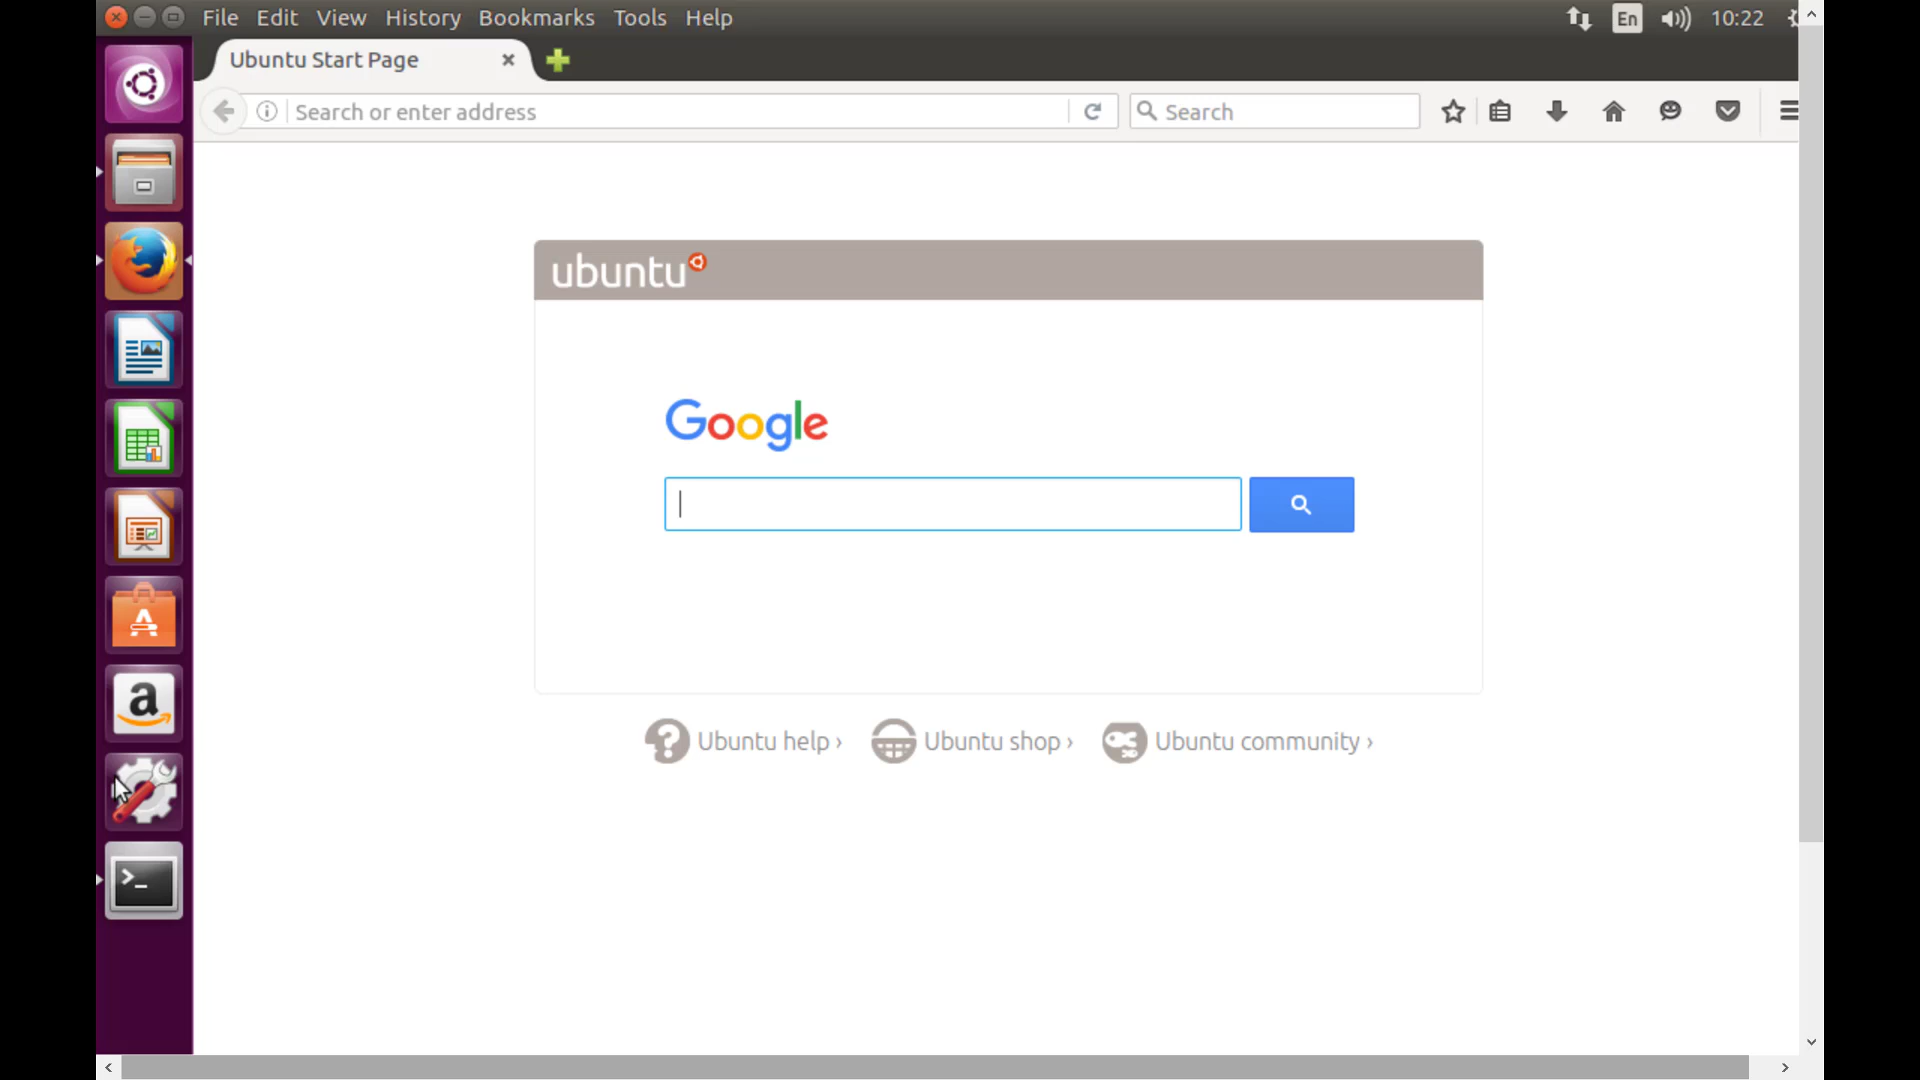 File Edit View History Bookmarks Tools Help En 10:22
Ubuntu Start Page
Search or enter address Search
ubuntu
Google
Ubuntu help › Ubuntu shop › Ubuntu community ›